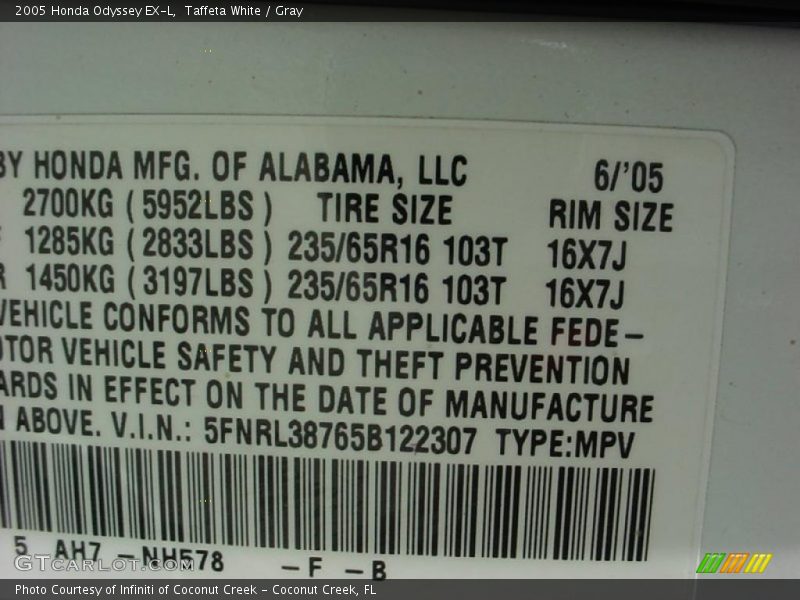 2005 Honda Odyssey EX-L, Taffeta White / Gray
BY HONDA MFG. OF ALABAMA, LLC 6/'05
2700KG ( 5952LBS ) TIRE SIZE RIM SIZE
1285KG ( 2833LBS ) 235/65R16 103T 16X7J
R 1450KG ( 3197LBS ) 235/65R16 103T 16X7J
VEHICLE CONFORMS TO ALL APPLICABLE FEDE-
OTOR VEHICLE SAFETY AND THEFT PREVENTION
ARDS IN EFFECT ON THE DATE OF MANUFACTURE
ABOVE. V.I.N.: 5FNRL38765B122307 TYPE:MPV
5 AH7 -NH578 -F -B
GTCARLOT.COM
Photo Courtesy of Infiniti of Coconut Creek - Coconut Creek, FL